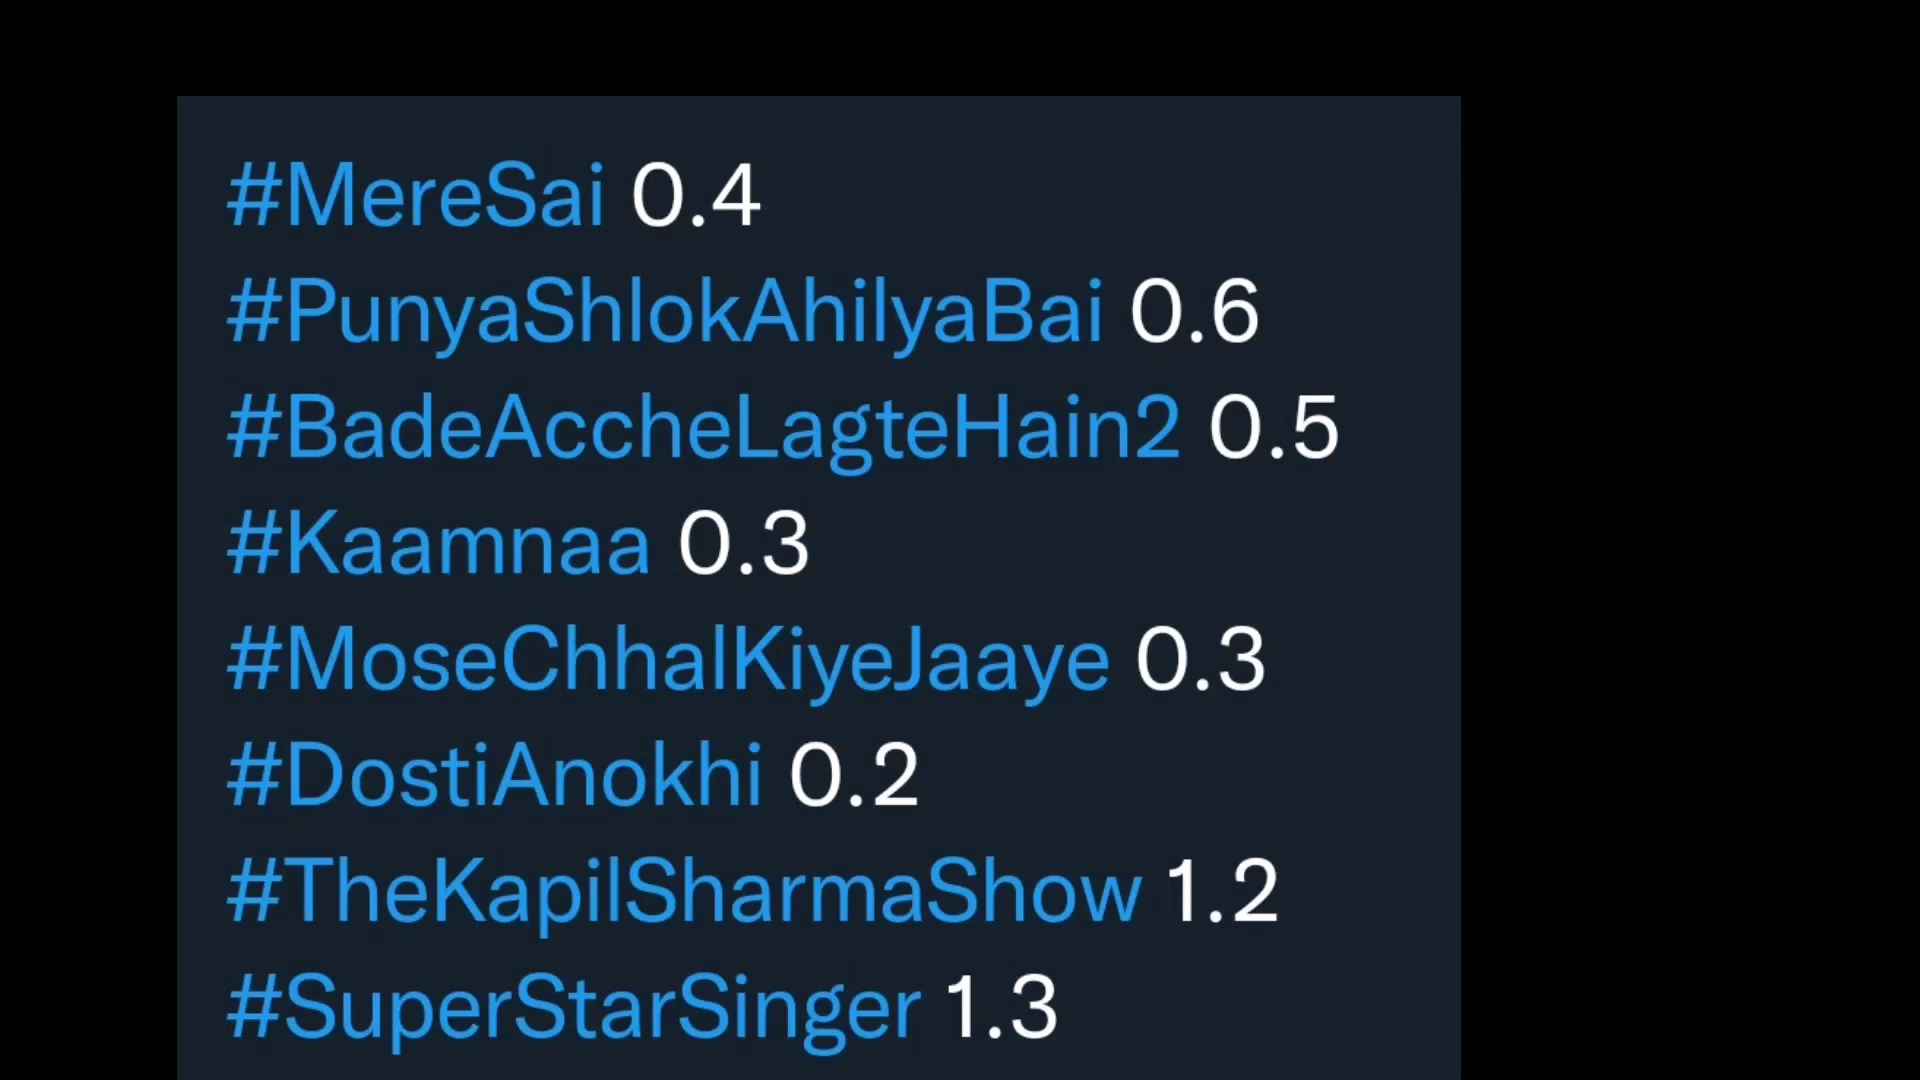 #MereSai 0.4
#PunyaShlokAhilyaBai 0.6
#BadeAccheLagteHain2 0.5
#Kaamnaa 0.3
#MoseChhalKiyeJaaye 0.3
#DostiAnokhi 0.2
#TheKapilSharmaShow 1.2
#SuperStarSinger 1.3